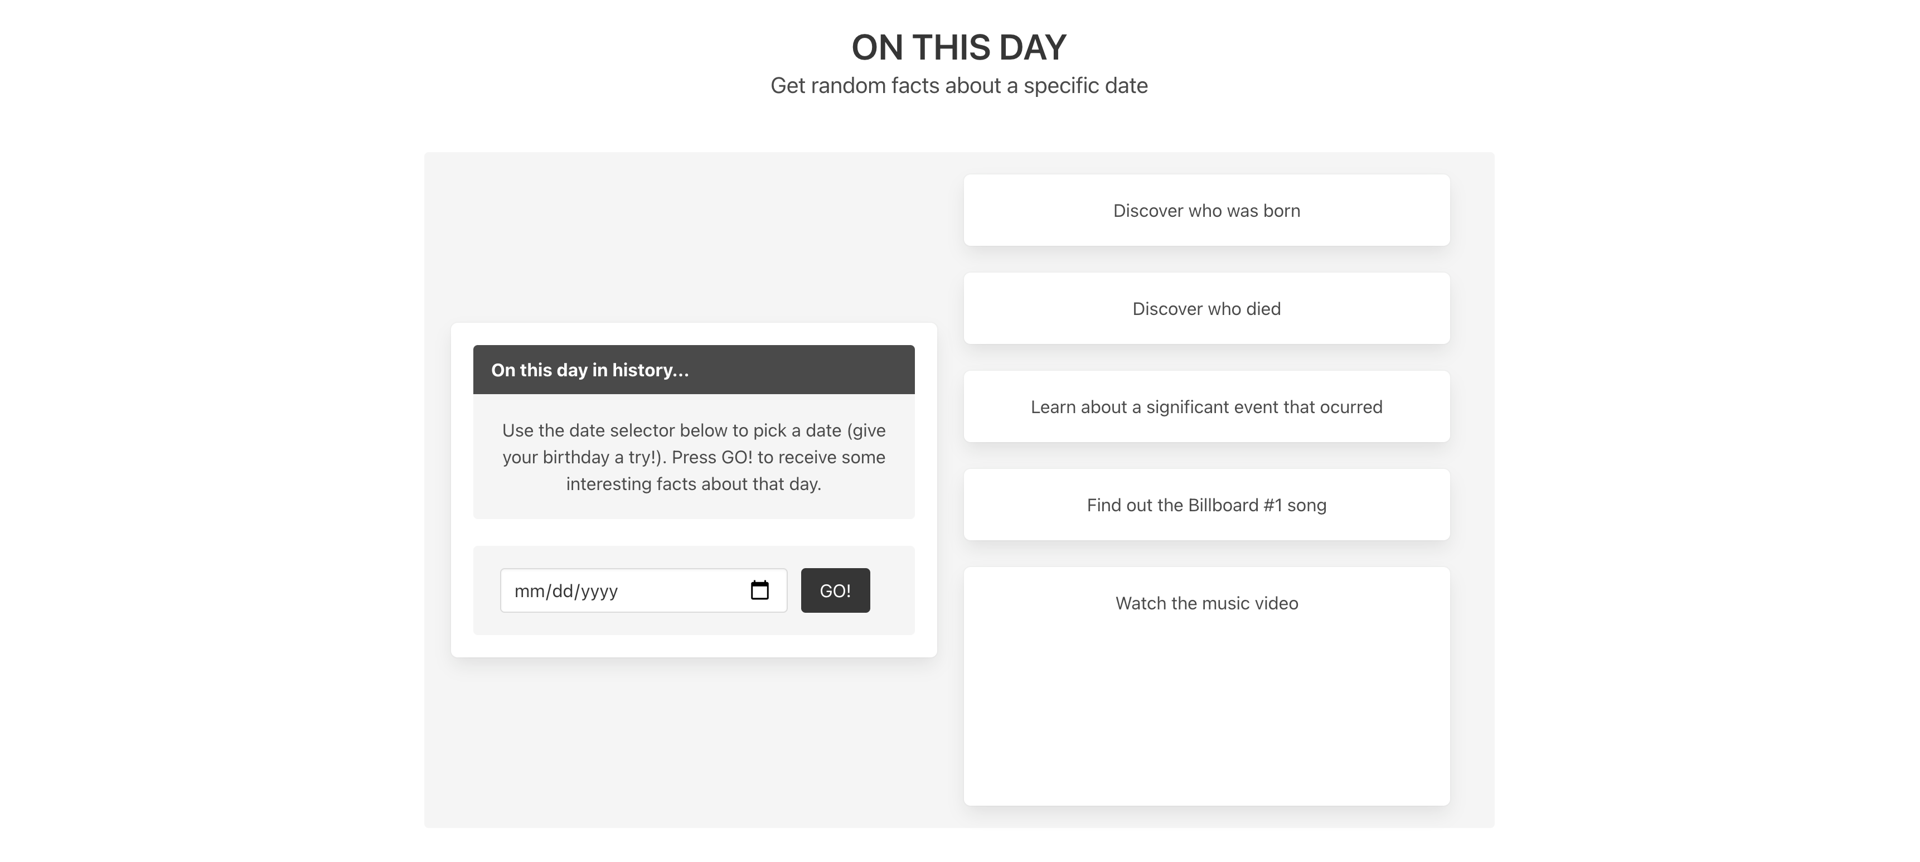 ON THIS DAY
Get random facts about a specific date
On this day in history...
Use the date selector below to pick a date (give
your birthday a try!). Press GO! to receive some
interesting facts about that day.
mm/dd/yyyy
GO!
Discover who was born
Discover who died
Learn about a significant event that ocurred
Find out the Billboard #1 song
Watch the music video